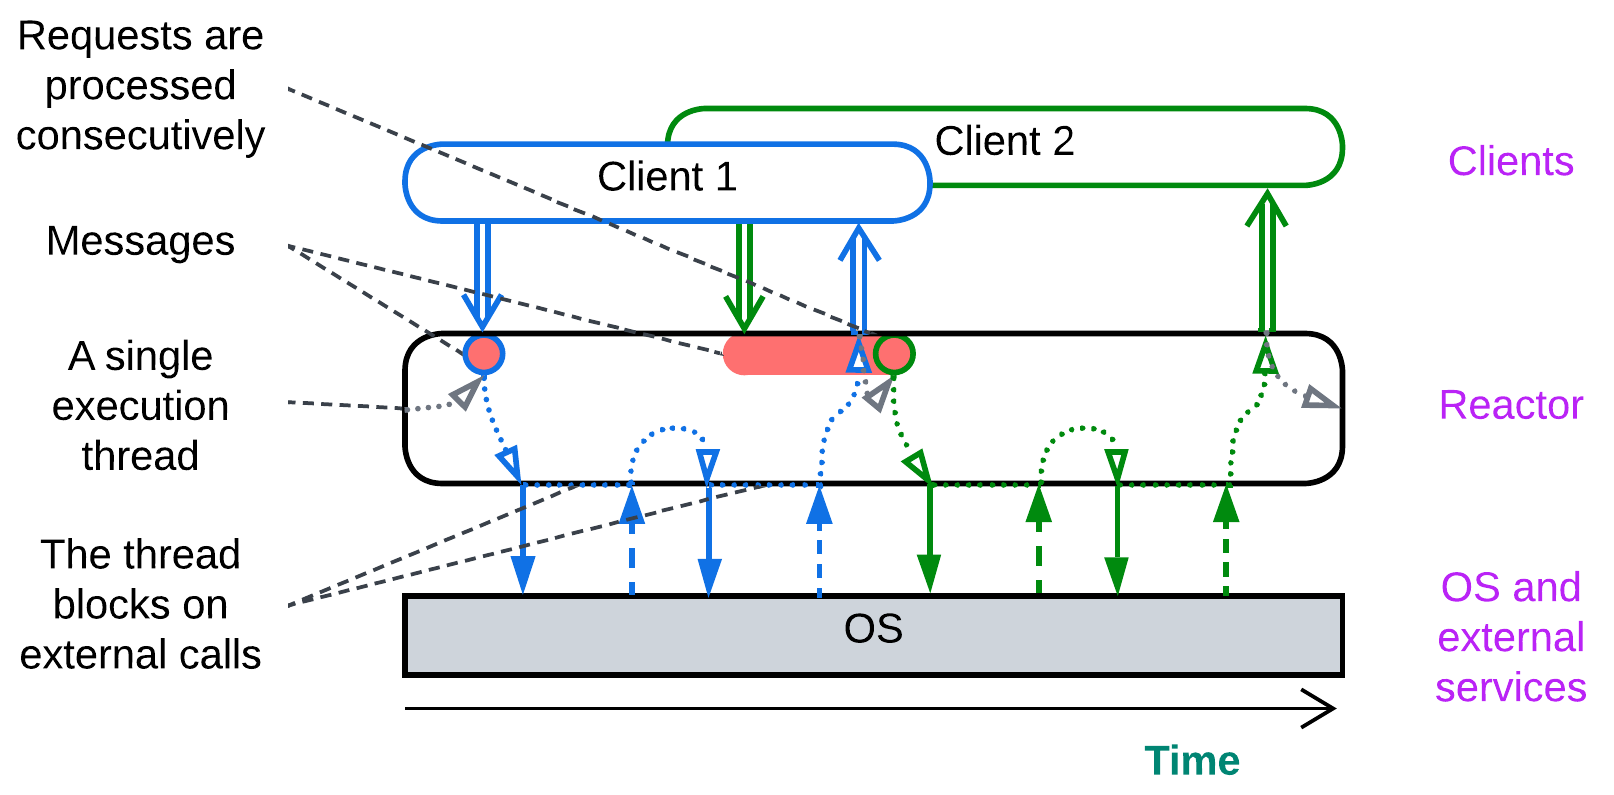 Requests are
processed
consecutively
Client 2
Client 1
Clients
Messages
A single
execution
thread
Reactor
The thread
blocks on
external calls
OS
OS and
external
services
Time